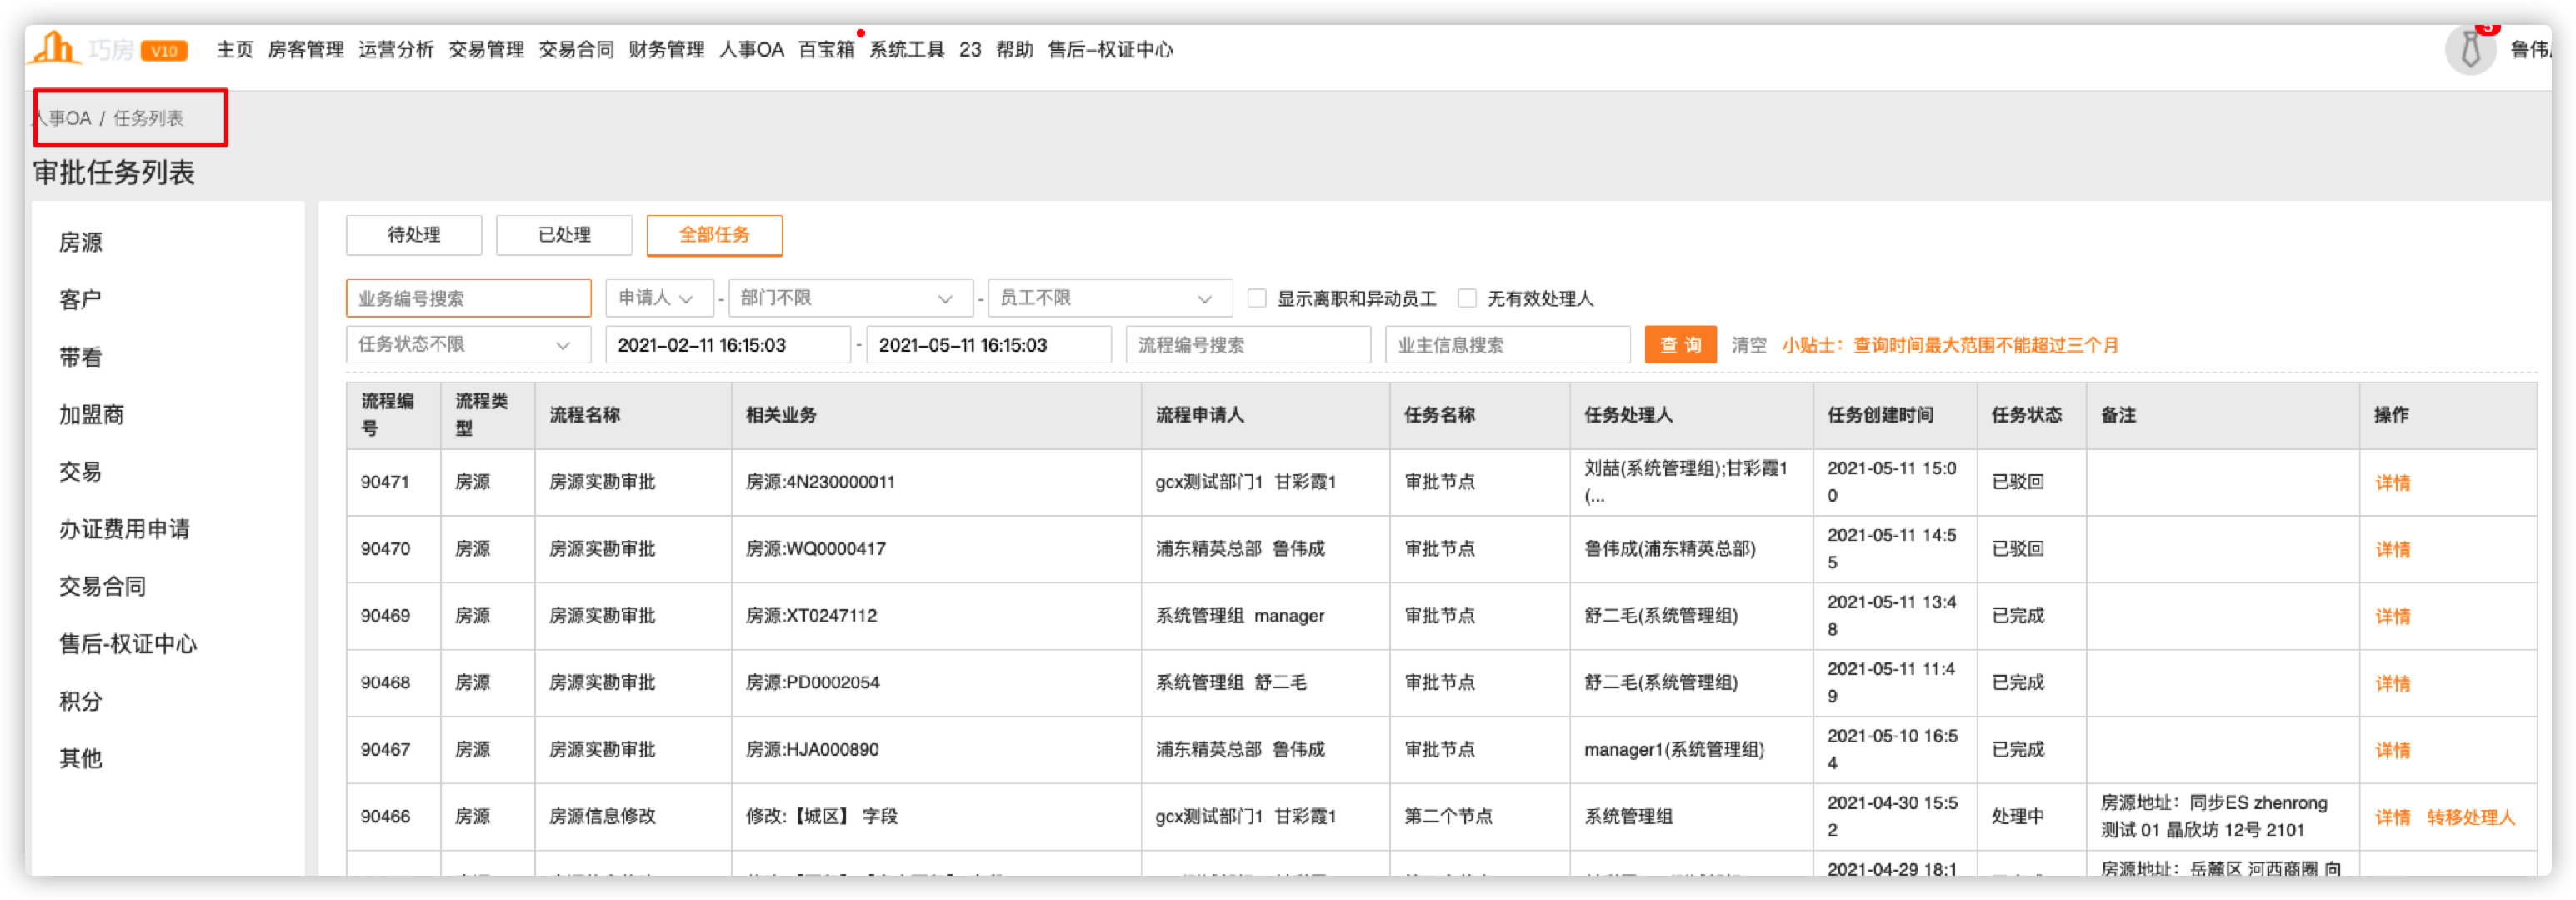 巧房 V10 主页 房客管理 运营分析 交易管理 交易合同 财务管理 人事OA 百宝箱 系统工具 23 帮助 售后-权证中心 5 鲁伟
人事OA / 任务列表
审批任务列表
房源
客户
带看
加盟商
交易
办证费用申请
交易合同
售后-权证中心
积分
其他
待处理 已处理 全部任务
业务编号搜索 申请人 - 部门不限 - 员工不限 显示离职和异动员工 无有效处理人
任务状态不限 2021-02-11 16:15:03 - 2021-05-11 16:15:03 流程编号搜索 业主信息搜索 查 询 清空 小贴士：查询时间最大范围不能超过三个月
流程编号 流程类型 流程名称 相关业务 流程申请人 任务名称 任务处理人 任务创建时间 任务状态 备注 操作
90471 房源 房源实勘审批 房源:4N230000011 gcx测试部门1 甘彩霞1 审批节点 刘喆(系统管理组);甘彩霞1(... 2021-05-11 15:00 已驳回 详情
90470 房源 房源实勘审批 房源:WQ0000417 浦东精英总部 鲁伟成 审批节点 鲁伟成(浦东精英总部) 2021-05-11 14:55 已驳回 详情
90469 房源 房源实勘审批 房源:XT0247112 系统管理组 manager 审批节点 舒二毛(系统管理组) 2021-05-11 13:48 已完成 详情
90468 房源 房源实勘审批 房源:PD0002054 系统管理组 舒二毛 审批节点 舒二毛(系统管理组) 2021-05-11 11:49 已完成 详情
90467 房源 房源实勘审批 房源:HJA000890 浦东精英总部 鲁伟成 审批节点 manager1(系统管理组) 2021-05-10 16:54 已完成 详情
90466 房源 房源信息修改 修改:【城区】 字段 gcx测试部门1 甘彩霞1 第二个节点 系统管理组 2021-04-30 15:52 处理中 房源地址：同步ES zhenrong测试 01 晶欣坊 12号 2101 详情 转移处理人
2021-04-29 18:1 房源地址：岳麓区 河西商圈 向